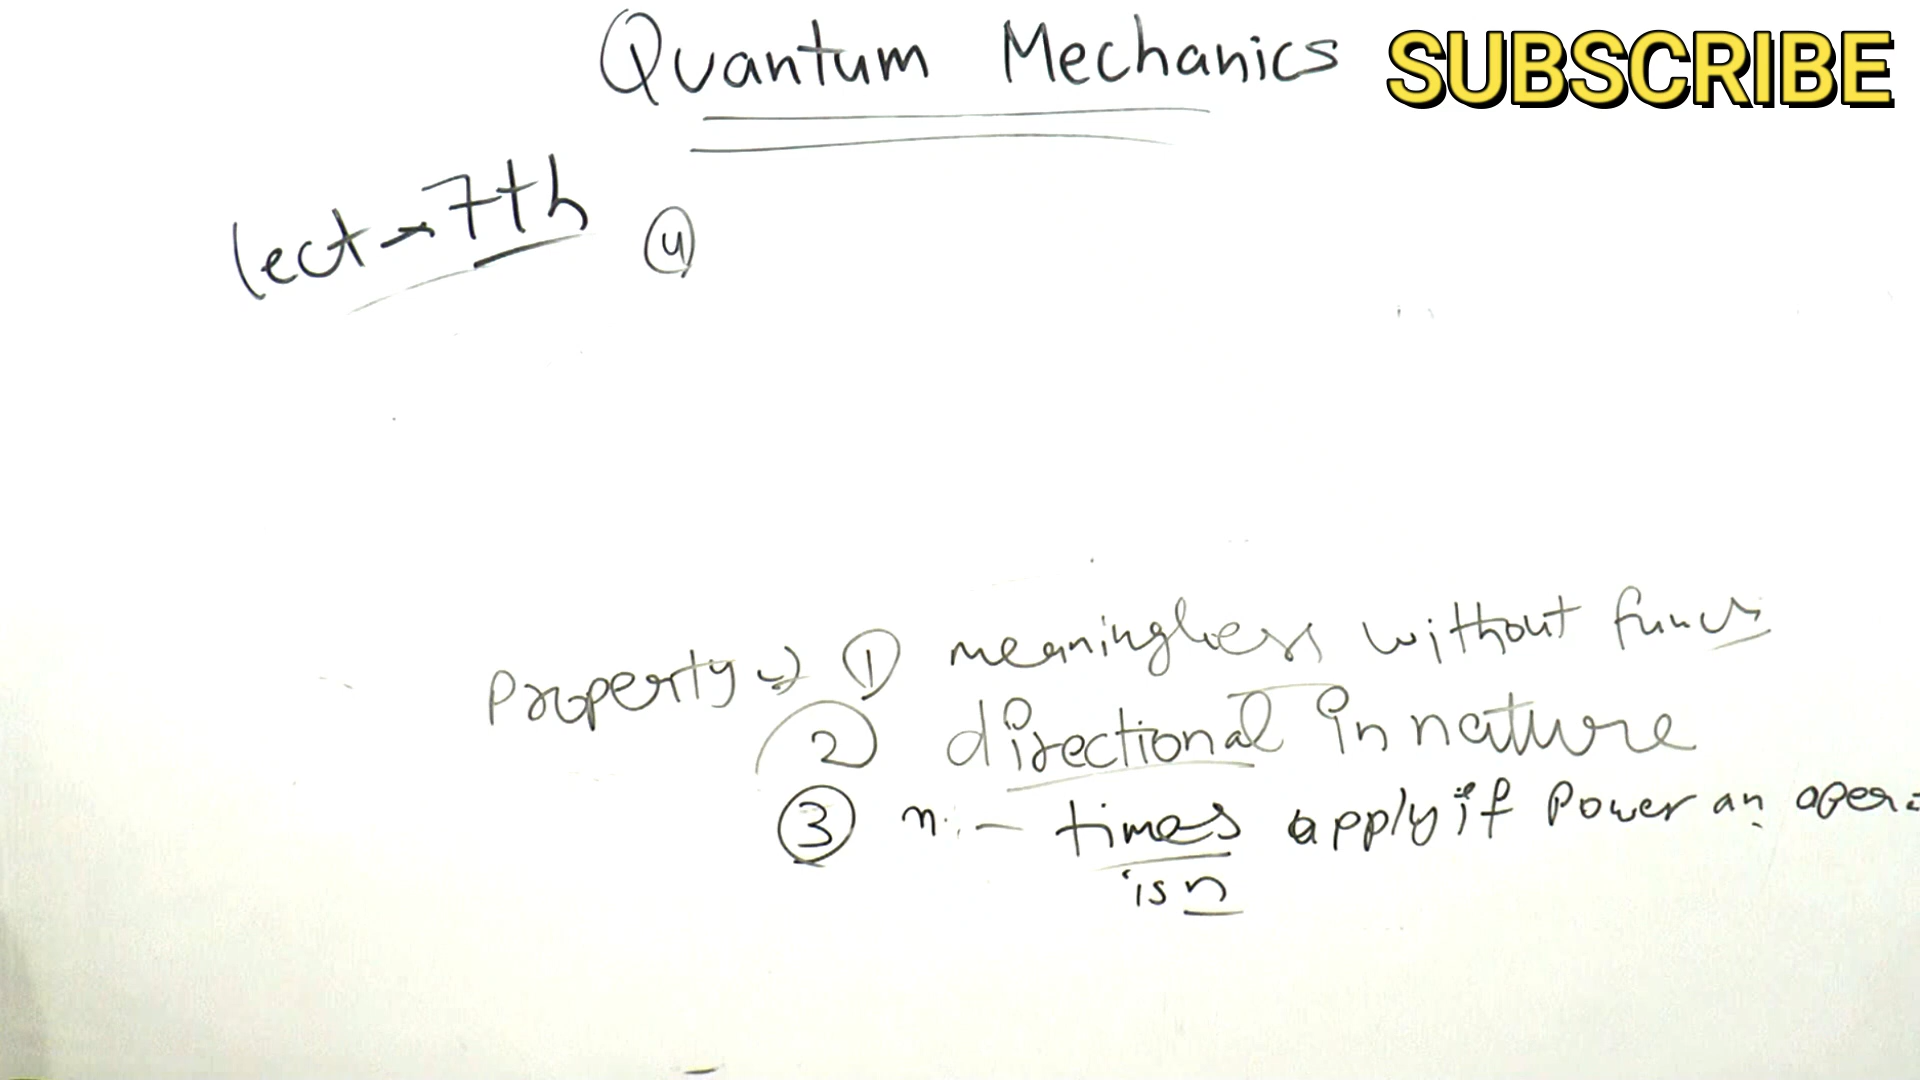 Quantum Mechanics SUBSCRIBE
lect → 7th (4)
Property → (1) meaningless without
(2) directional in nature
(3) n - times apply if Power an oper
is n